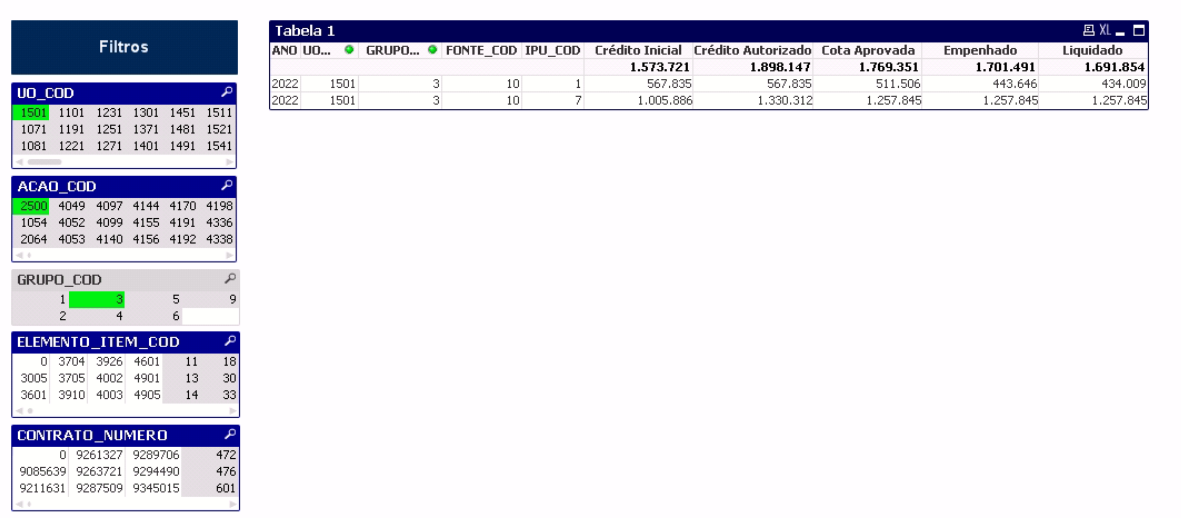 Filtros
UO_COD
1501 1101 1231 1301 1451 1511
1071 1191 1251 1371 1481 1521
1081 1221 1271 1401 1491 1541
ACAO_COD
2500 4049 4097 4144 4170 4198
1054 4052 4099 4155 4191 4336
2064 4053 4140 4156 4192 4338
GRUPO_COD
1 3 5 9
2 4 6
ELEMENTO_ITEM_COD
0 3704 3926 4601 11 18
3005 3705 4002 4901 13 30
3601 3910 4003 4905 14 33
CONTRATO_NUMERO
0 9261327 9289706 472
9085639 9263721 9294490 476
9211631 9287509 9345015 601
Tabela 1 XL
ANO UO... GRUPO... FONTE_COD IPU_COD Crédito Inicial Crédito Autorizado Cota Aprovada Empenhado Liquidado
1.573.721 1.898.147 1.769.351 1.701.491 1.691.854
2022 1501 3 10 1 567.835 567.835 511.506 443.646 434.009
2022 1501 3 10 7 1.005.886 1.330.312 1.257.845 1.257.845 1.257.845